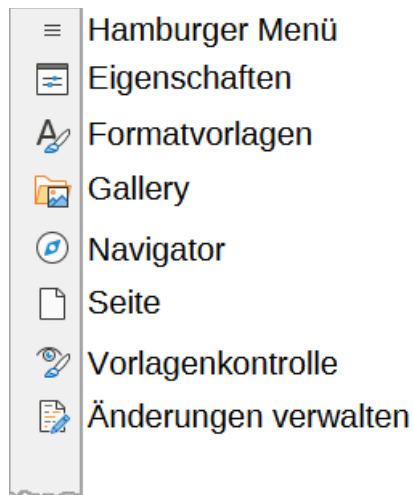 Hamburger Menü
Eigenschaften
Formatvorlagen
Gallery
Navigator
Seite
Vorlagenkontrolle
Änderungen verwalten